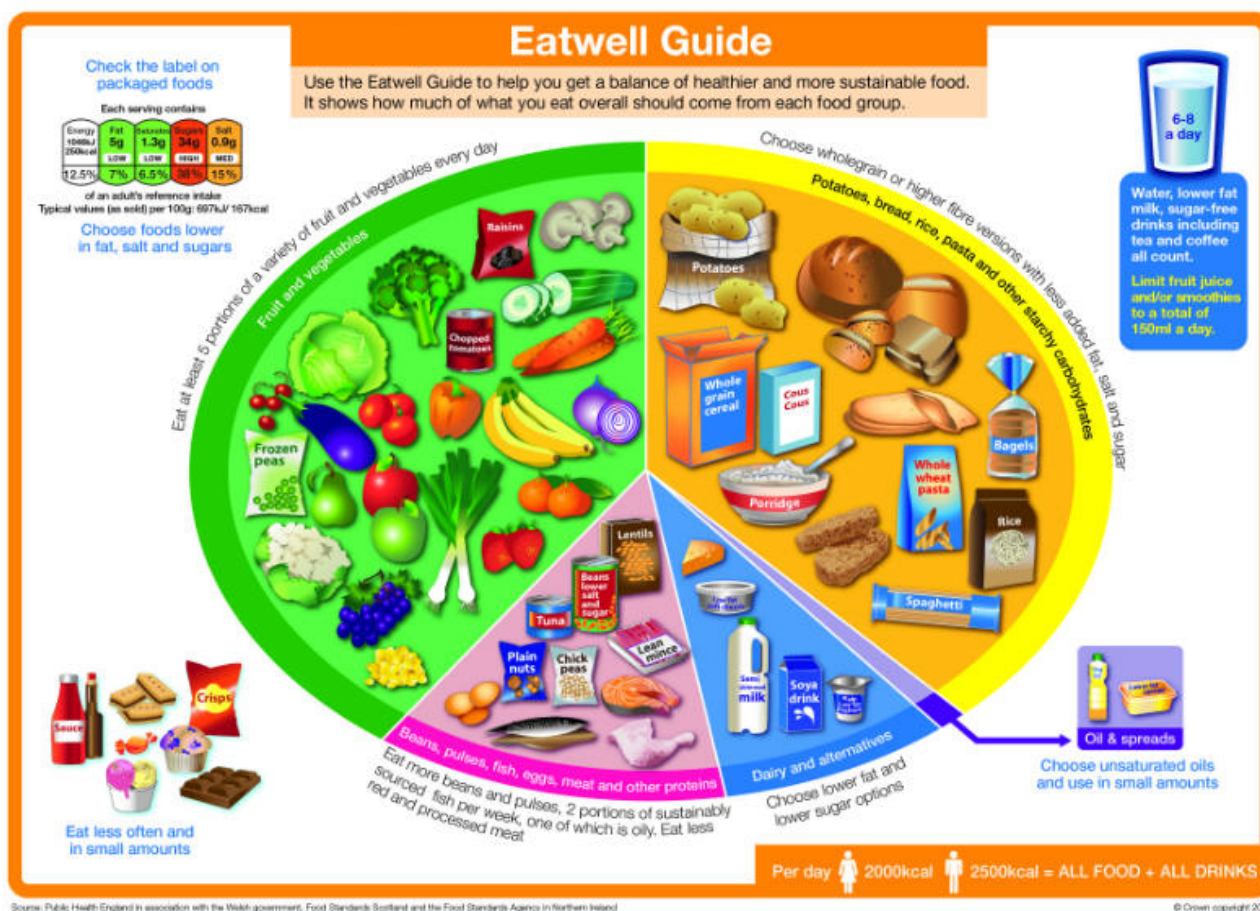 Eatwell Guide
Use the Eatwell Guide to help you get a balance of healthier and more sustainable food.
It shows how much of what you eat overall should come from each food group.
Check the label on
packaged foods
Each serving contains
Energy
1046kJ
250kcal
12.5%
Fat
5g
LOW
7%
Saturates
1.3g
LOW
6.5%
Sugars
34g
HIGH
38%
Salt
0.9g
MED
15%
of an adult's reference intake
Typical values (as sold) per 100g: 697kJ/ 167kcal
Choose foods lower
in fat, salt and sugars
6-8
a day
Water, lower fat
milk, sugar-free
drinks including
tea and coffee
all count.
Limit fruit juice
and/or smoothies
to a total of
150ml a day.
Eat at least 5 portions of a variety of fruit and vegetables every day
Fruit and vegetables
Raisins
Chopped
tomatoes
Frozen
peas
Choose wholegrain or higher fibre versions with less added fat, salt and sugar
Potatoes, bread, rice, pasta and other starchy carbohydrates
Potatoes
Whole
grain
cereal
Cous
Cous
Bagels
Porridge
Whole
wheat
pasta
Rice
Spaghetti
Lentils
Beans
lower
salt
and
sugar
Tuna
Lean
mince
Plain
nuts
Chick
peas
Beans, pulses, fish, eggs, meat and other proteins
Eat more beans and pulses, 2 portions of sustainably
sourced fish per week, one of which is oily. Eat less
red and processed meat
Semi
skimmed
milk
Soya
drink
Dairy and alternatives
Choose lower fat and
lower sugar options
Oil & spreads
Choose unsaturated oils
and use in small amounts
Sauce
Crisps
Eat less often and
in small amounts
Per day 2000kcal 2500kcal = ALL FOOD + ALL DRINKS
Source: Public Health England in association with the Welsh government, Food Standards Scotland and the Food Standards Agency in Northern Ireland
© Crown copyright 20